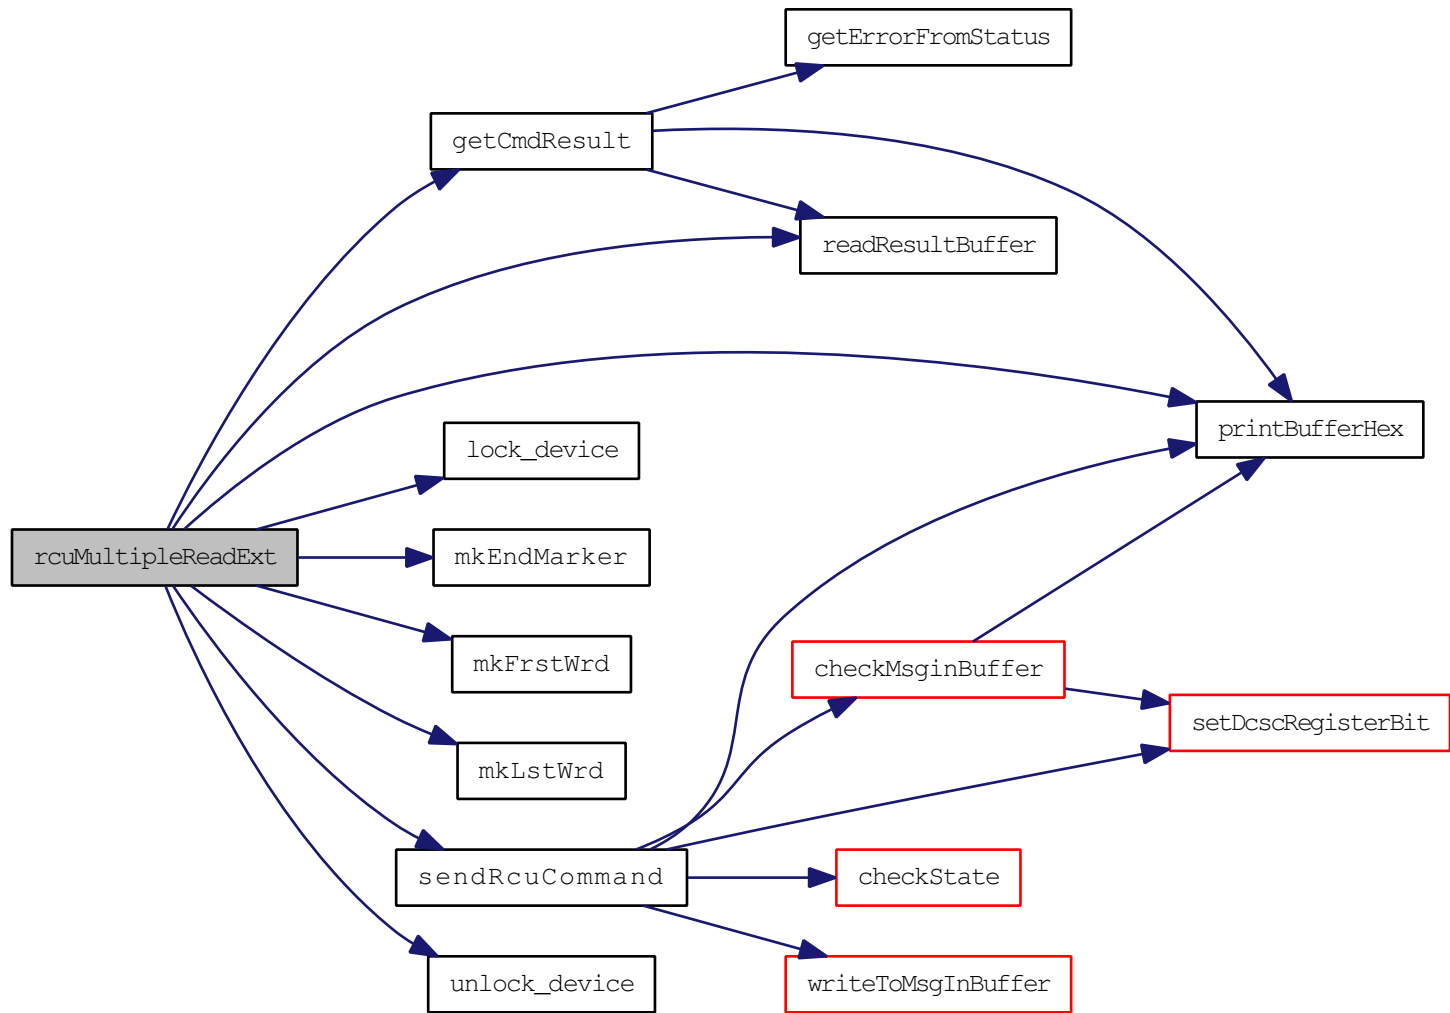 getErrorFromStatus
getCmdResult
readResultBuffer
printBufferHex
lock_device
rcuMultipleReadExt
mkEndMarker
mkFrstWrd
checkMsginBuffer
setDcscRegisterBit
mkLstWrd
sendRcuCommand
checkState
unlock_device
writeToMsgInBuffer